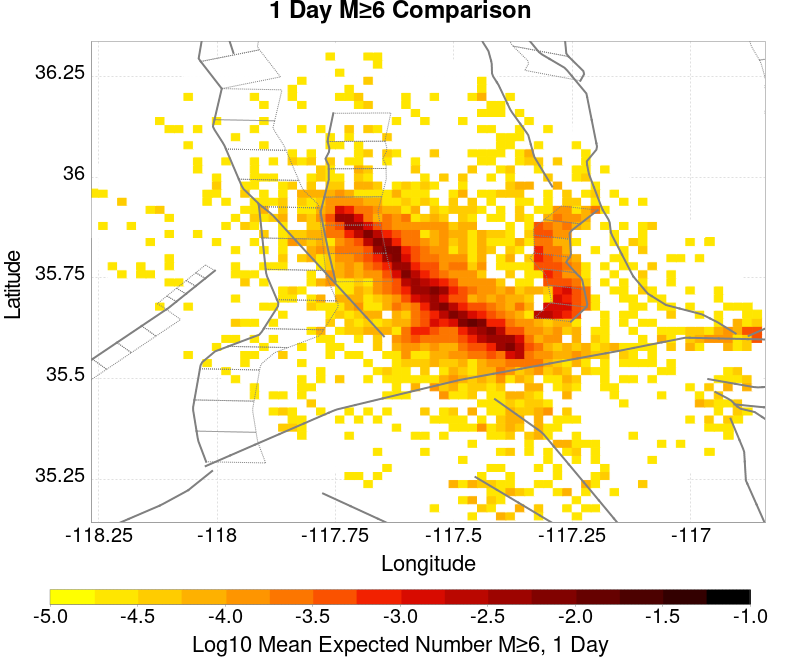 1 Day M≥6 Comparison
36.25
36
35.75
35.5
35.25
Latitude
-118.25 -118 -117.75 -117.5 -117.25 -117
Longitude
-5.0 -4.5 -4.0 -3.5 -3.0 -2.5 -2.0 -1.5 -1.0
Log10 Mean Expected Number M≥6, 1 Day